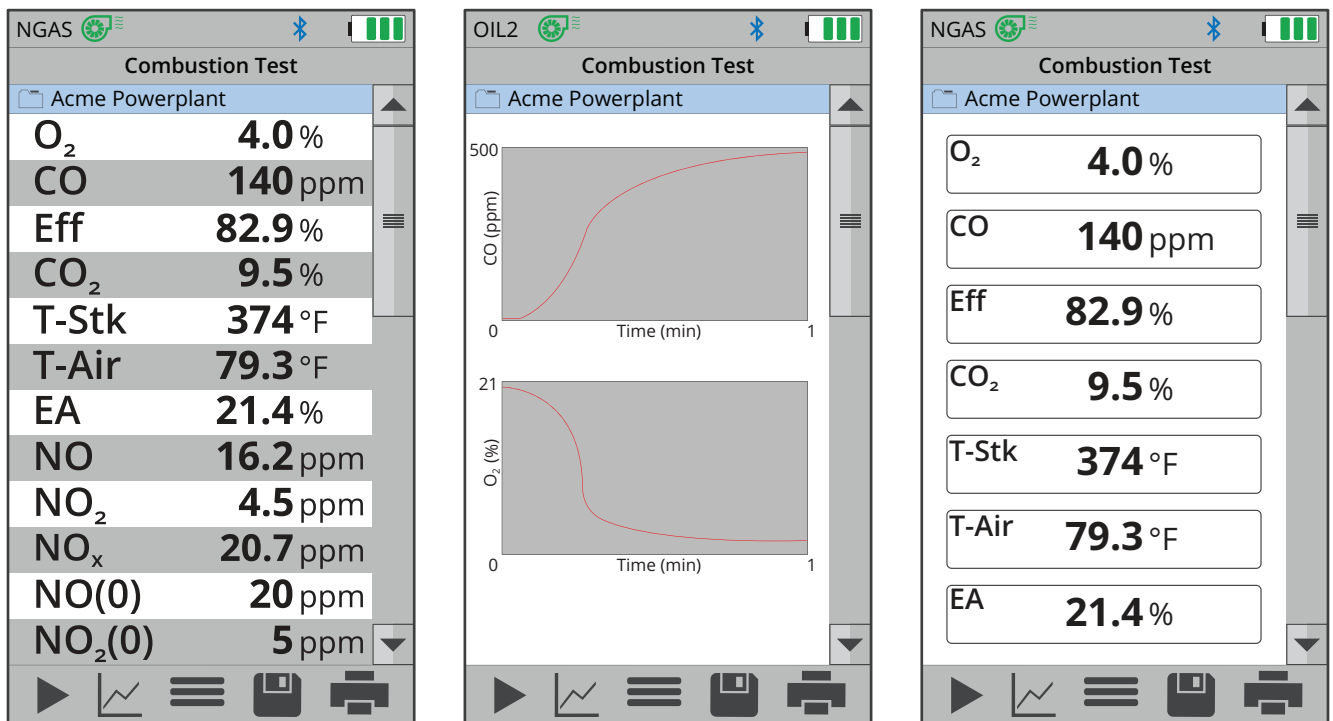 NGAS
Combustion Test
Acme Powerplant
O₂ 4.0 %
CO 140 ppm
Eff 82.9 %
CO₂ 9.5 %
T-Stk 374 °F
T-Air 79.3 °F
EA 21.4 %
NO 16.2 ppm
NO₂ 4.5 ppm
NOₓ 20.7 ppm
NO(0) 20 ppm
NO₂(0) 5 ppm
OIL2
Combustion Test
Acme Powerplant
500
CO (ppm)
0 Time (min) 1
21
O₂ (%)
0 Time (min) 1
NGAS
Combustion Test
Acme Powerplant
O₂ 4.0 %
CO 140 ppm
Eff 82.9 %
CO₂ 9.5 %
T-Stk 374 °F
T-Air 79.3 °F
EA 21.4 %